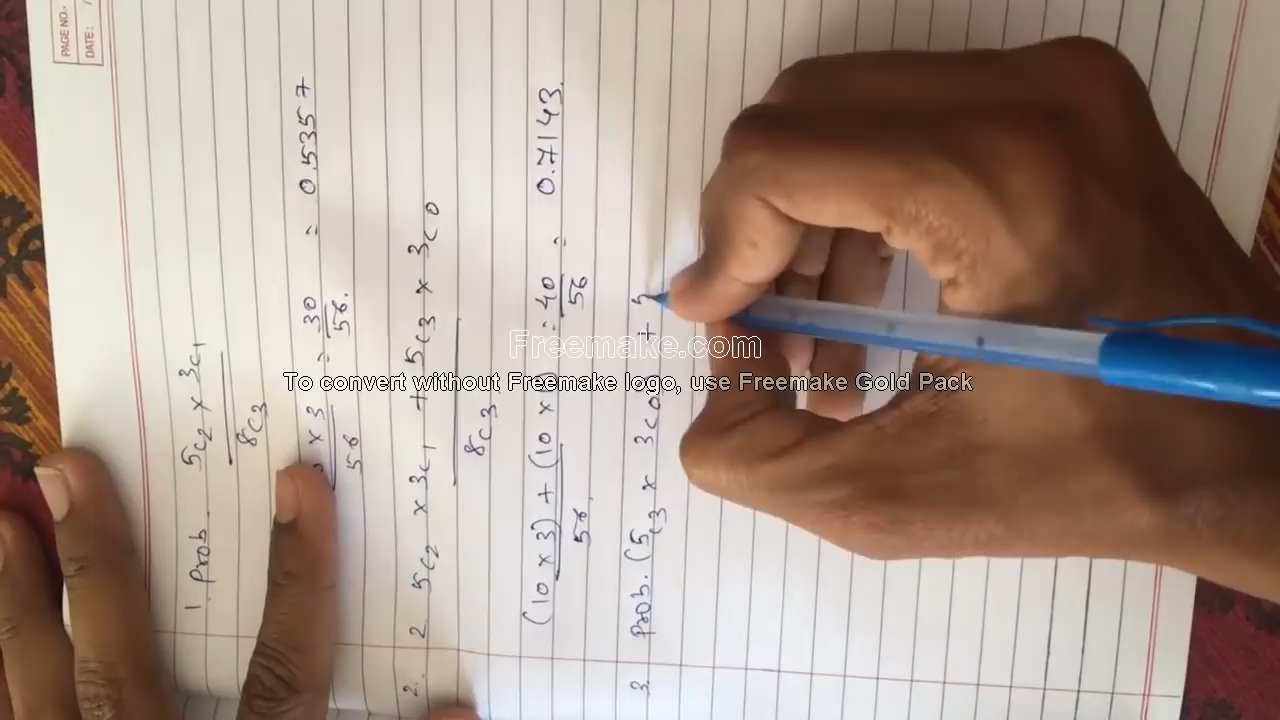 PAGE NO.-
DATE:
1. Prob 5c2 x 3c1
8c3
x 3 = 30 = 0.5357
56 56.
2. 2 5c2 x 3c1 + 5c3 x 3c0
8c3
(10 x 3) + (10 x = 40 = 0.7143
56 56
3. Prob. (5c3 x 3c0) + 5
Freemake.com
To convert without Freemake logo, use Freemake Gold Pack